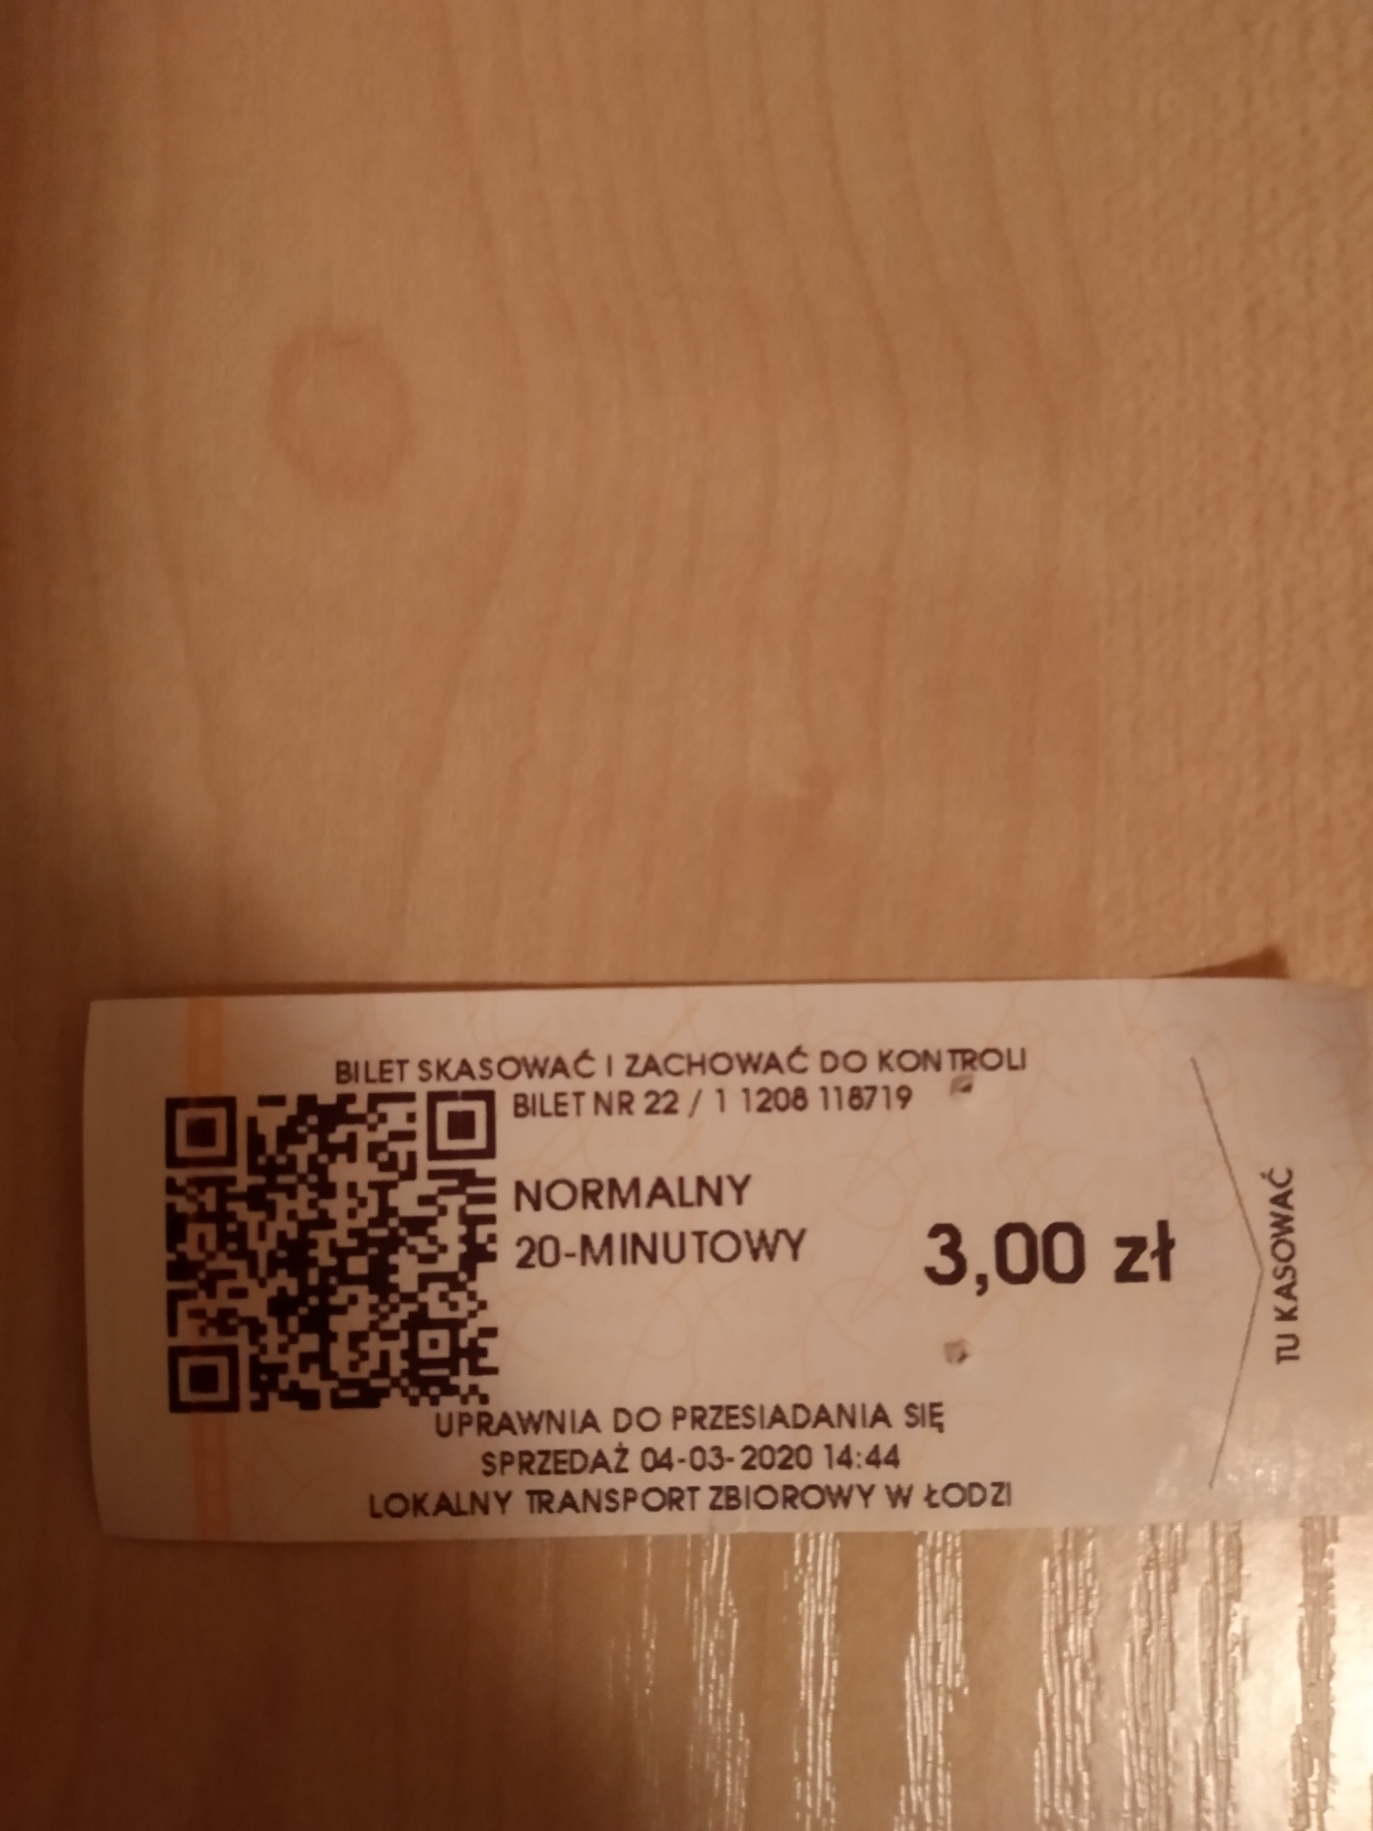 BILET SKASOWAĆ I ZACHOWAĆ DO KONTROLI
BILET NR 22 / 1 1208 118719
NORMALNY
20-MINUTOWY
3,00 zł
TU KASOWAĆ
UPRAWNIA DO PRZESIADANIA SIĘ
SPRZEDAŻ 04-03-2020 14:44
LOKALNY TRANSPORT ZBIOROWY W ŁODZI